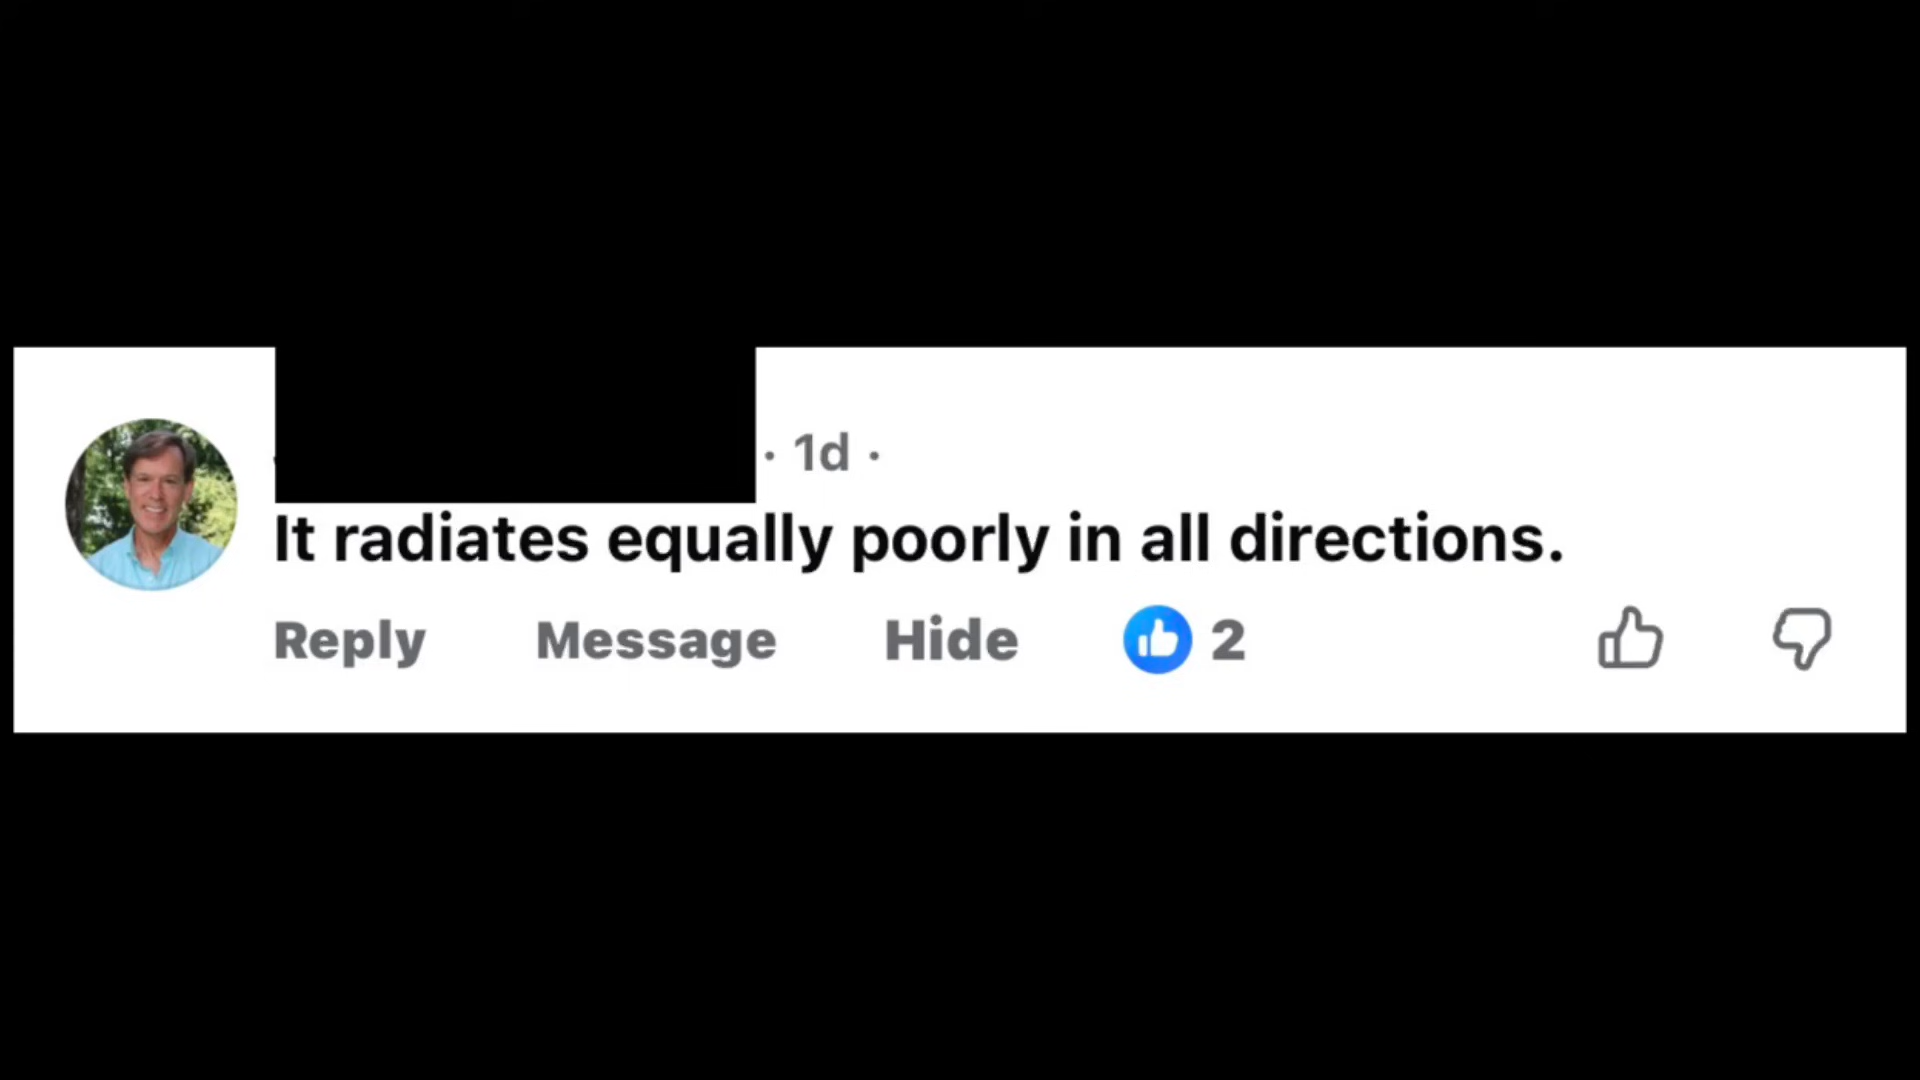 · 1d ·
It radiates equally poorly in all directions.
Reply Message Hide 2